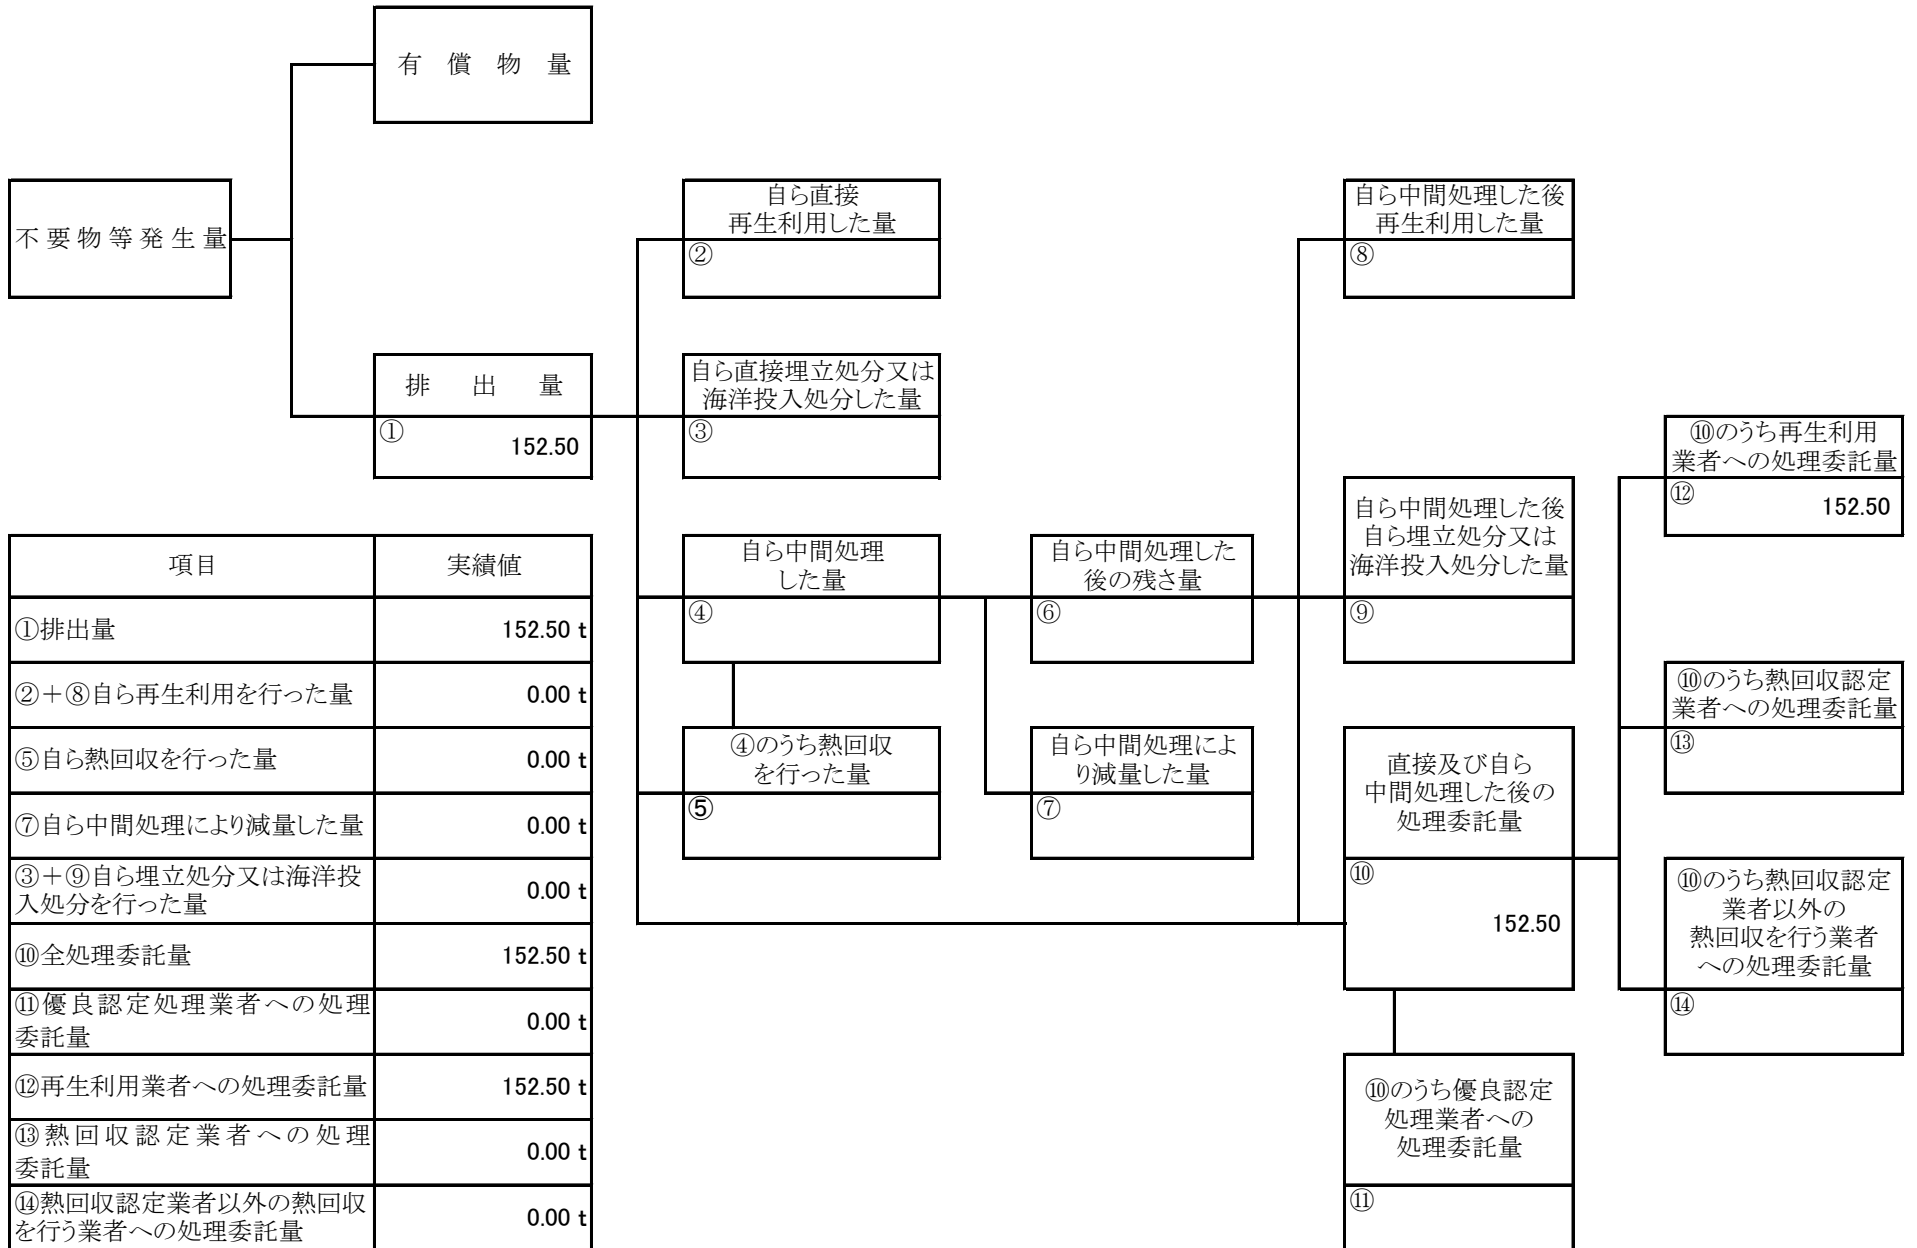 有償物量
不要物等発生量
排出量
①
152.50
自ら直接
再生利用した量
②
自ら直接埋立処分又は
海洋投入処分した量
③
自ら中間処理
した量
④
④のうち熱回収
を行った量
⑤
自ら中間処理した
後の残さ量
⑥
自ら中間処理によ
り減量した量
⑦
自ら中間処理した後
再生利用した量
⑧
自ら中間処理した後
自ら埋立処分又は
海洋投入処分した量
⑨
直接及び自ら
中間処理した後の
処理委託量
⑩
152.50
⑩のうち優良認定
処理業者への
処理委託量
⑪
⑩のうち再生利用
業者への処理委託量
⑫
152.50
⑩のうち熱回収認定
業者への処理委託量
⑬
⑩のうち熱回収認定
業者以外の
熱回収を行う業者
への処理委託量
⑭
項目 実績値
①排出量 152.50 t
②＋⑧自ら再生利用を行った量 0.00 t
⑤自ら熱回収を行った量 0.00 t
⑦自ら中間処理により減量した量 0.00 t
③＋⑨自ら埋立処分又は海洋投
入処分を行った量 0.00 t
⑩全処理委託量 152.50 t
⑪優良認定処理業者への処理
委託量 0.00 t
⑫再生利用業者への処理委託量 152.50 t
⑬熱回収認定業者への処理
委託量 0.00 t
⑭熱回収認定業者以外の熱回収
を行う業者への処理委託量 0.00 t